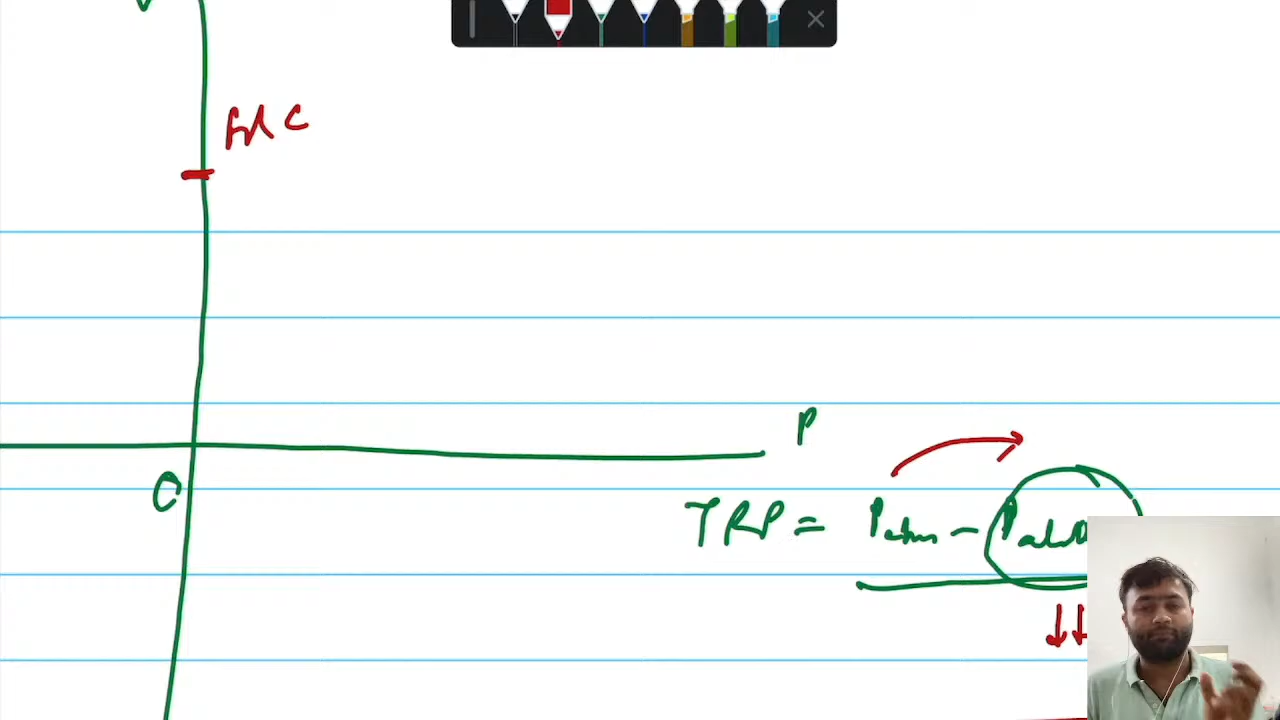 FRC
P
O
TRP = Patm -